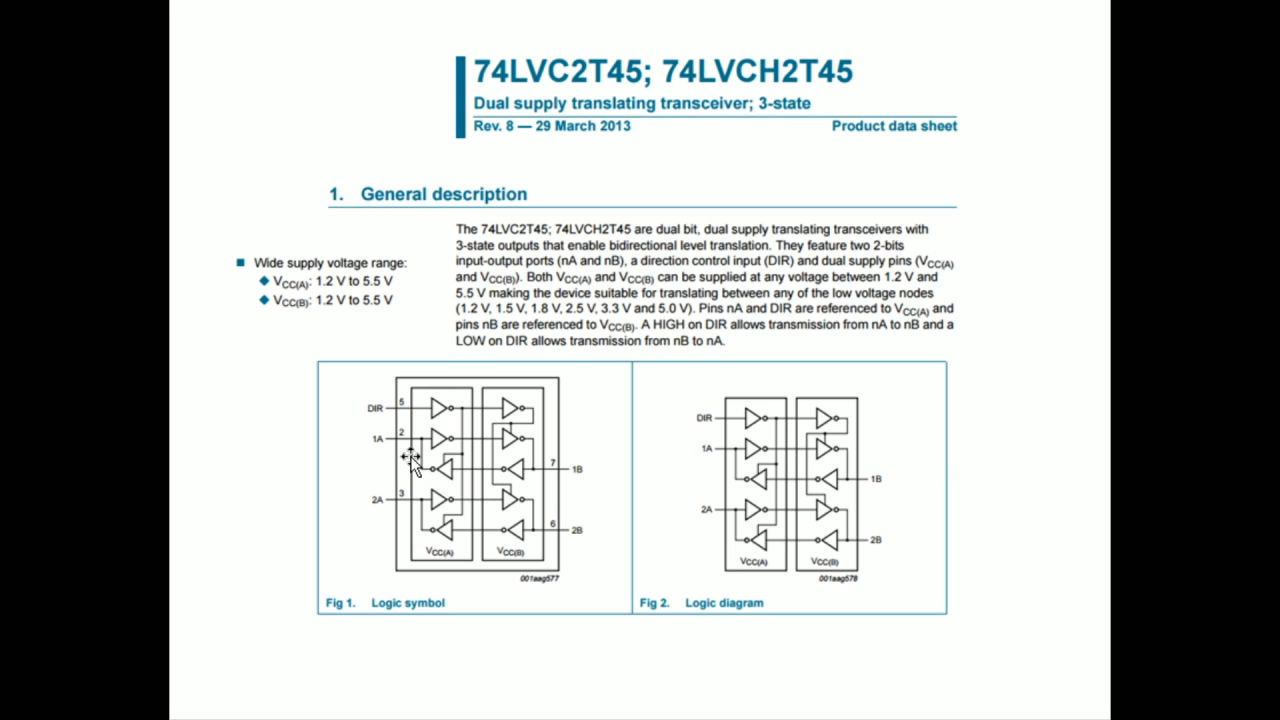 74LVC2T45; 74LVCH2T45
Dual supply translating transceiver; 3-state
Rev. 8 — 29 March 2013 Product data sheet
1. General description
The 74LVC2T45; 74LVCH2T45 are dual bit, dual supply translating transceivers with
3-state outputs that enable bidirectional level translation. They feature two 2-bits
input-output ports (nA and nB), a direction control input (DIR) and dual supply pins (VCC(A)
and VCC(B)). Both VCC(A) and VCC(B) can be supplied at any voltage between 1.2 V and
5.5 V making the device suitable for translating between any of the low voltage nodes
(1.2 V, 1.5 V, 1.8 V, 2.5 V, 3.3 V and 5.0 V). Pins nA and DIR are referenced to VCC(A) and
pins nB are referenced to VCC(B). A HIGH on DIR allows transmission from nA to nB and a
LOW on DIR allows transmission from nB to nA.
■ Wide supply voltage range:
◆ VCC(A): 1.2 V to 5.5 V
◆ VCC(B): 1.2 V to 5.5 V
DIR 5
1A 2
7 1B
2A 3
6 2B
VCC(A) VCC(B)
001aag577
Fig 1. Logic symbol
DIR
1A
1B
2A
2B
VCC(A) VCC(B)
001aag578
Fig 2. Logic diagram